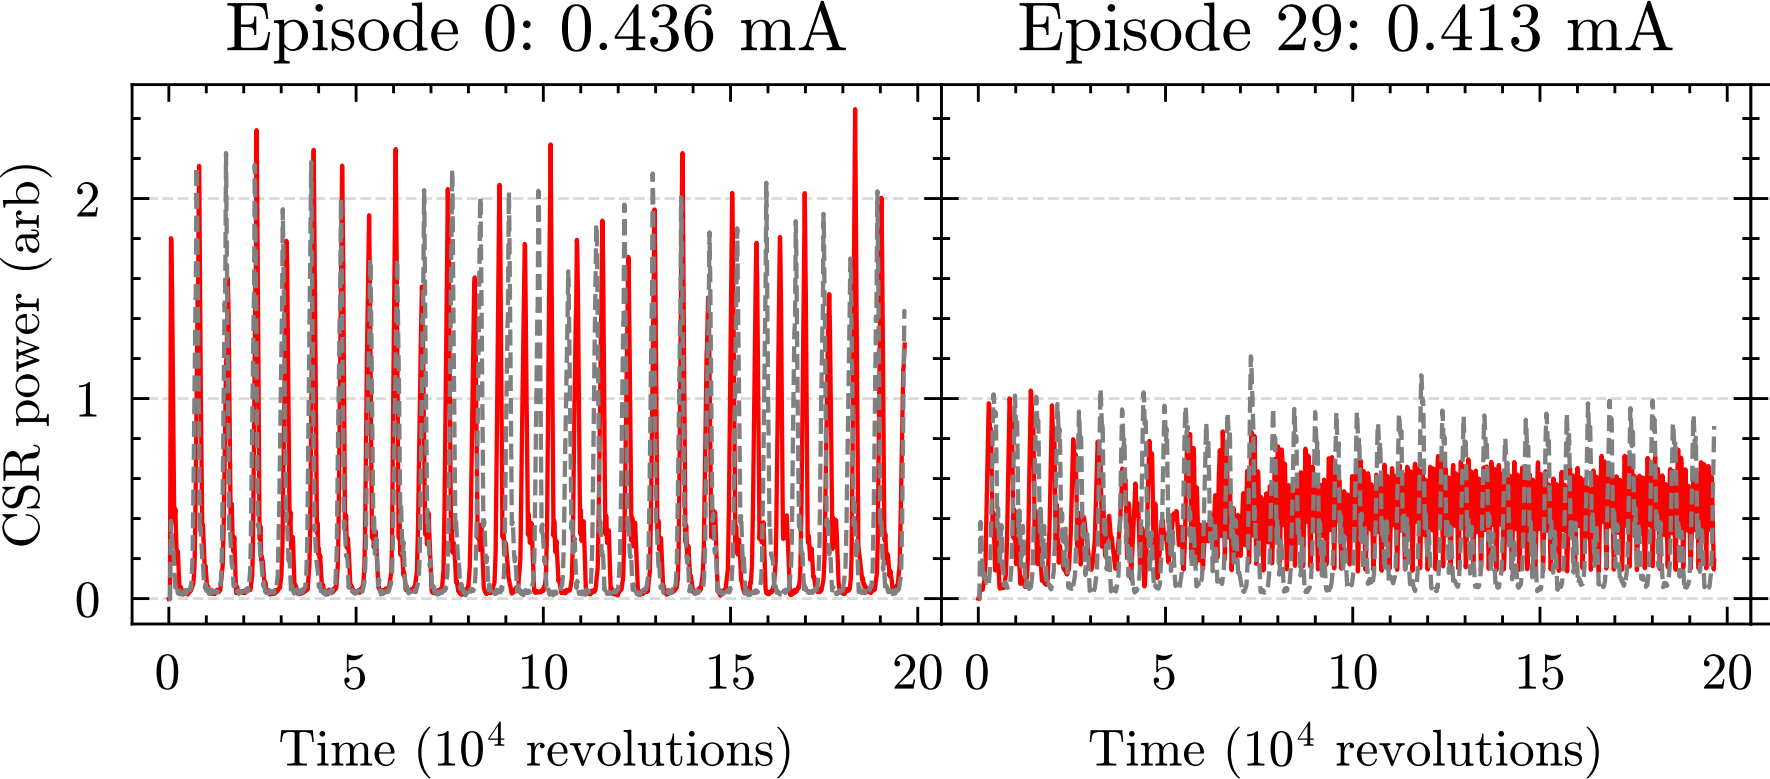 Episode 0: 0.436 mA
Episode 29: 0.413 mA
CSR power (arb)
2
1
0
0 5 10 15 20
0 5 10 15 20
Time (10⁴ revolutions)
Time (10⁴ revolutions)